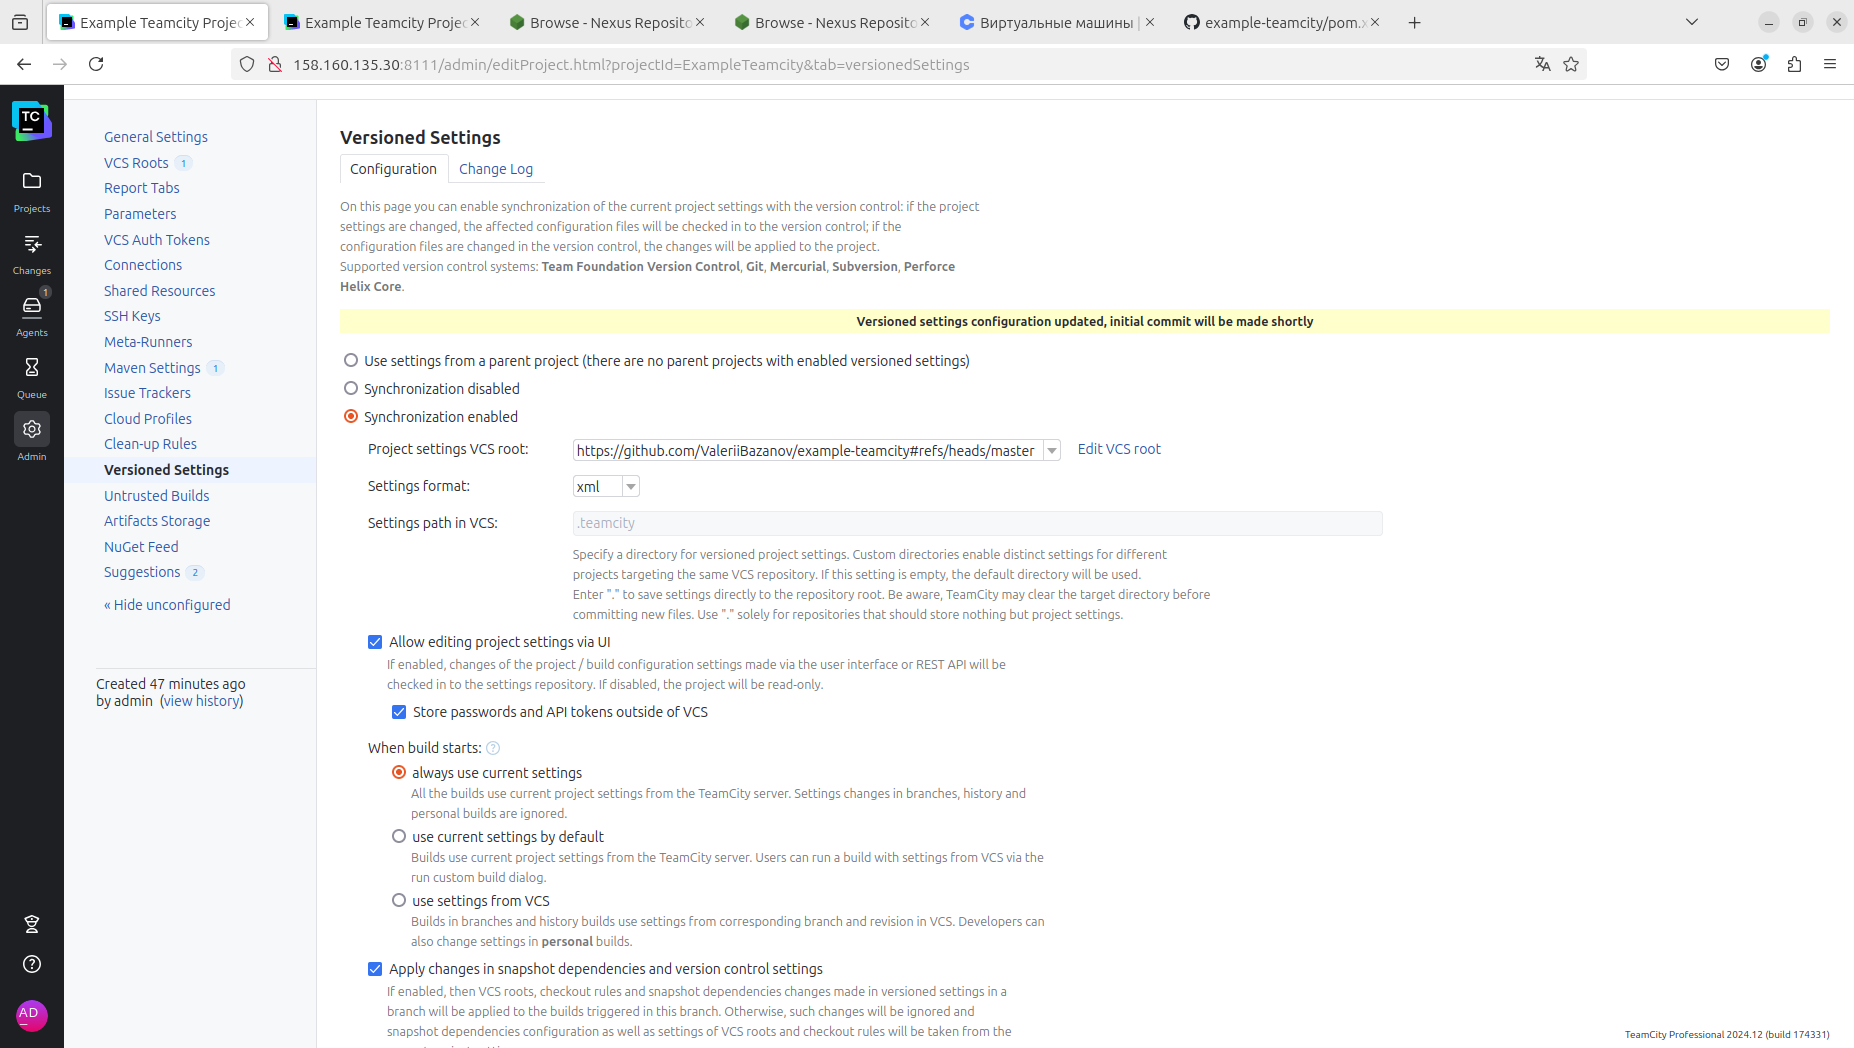 Example Teamcity Projec
Example Teamcity Projec
Browse - Nexus Reposito
Browse - Nexus Reposito
Виртуальные машины |
example-teamcity/pom.x
158.160.135.30:8111/admin/editProject.html?projectId=ExampleTeamcity&tab=versionedSettings
TC
Projects
Changes
1
Agents
Queue
Admin
AD
General Settings
VCS Roots 1
Report Tabs
Parameters
VCS Auth Tokens
Connections
Shared Resources
SSH Keys
Meta-Runners
Maven Settings 1
Issue Trackers
Cloud Profiles
Clean-up Rules
Versioned Settings
Untrusted Builds
Artifacts Storage
NuGet Feed
Suggestions 2
« Hide unconfigured
Created 47 minutes ago
by admin (view history)
Versioned Settings
Configuration Change Log
On this page you can enable synchronization of the current project settings with the version control: if the project
settings are changed, the affected configuration files will be checked in to the version control; if the
configuration files are changed in the version control, the changes will be applied to the project.
Supported version control systems: Team Foundation Version Control, Git, Mercurial, Subversion, Perforce
Helix Core.
Versioned settings configuration updated, initial commit will be made shortly
Use settings from a parent project (there are no parent projects with enabled versioned settings)
Synchronization disabled
Synchronization enabled
Project settings VCS root: https://github.com/ValeriiBazanov/example-teamcity#refs/heads/master Edit VCS root
Settings format: xml
Settings path in VCS: .teamcity
Specify a directory for versioned project settings. Custom directories enable distinct settings for different
projects targeting the same VCS repository. If this setting is empty, the default directory will be used.
Enter "." to save settings directly to the repository root. Be aware, TeamCity may clear the target directory before
committing new files. Use "." solely for repositories that should store nothing but project settings.
Allow editing project settings via UI
If enabled, changes of the project / build configuration settings made via the user interface or REST API will be
checked in to the settings repository. If disabled, the project will be read-only.
Store passwords and API tokens outside of VCS
When build starts: ?
always use current settings
All the builds use current project settings from the TeamCity server. Settings changes in branches, history and
personal builds are ignored.
use current settings by default
Builds use current project settings from the TeamCity server. Users can run a build with settings from VCS via the
run custom build dialog.
use settings from VCS
Builds in branches and history builds use settings from corresponding branch and revision in VCS. Developers can
also change settings in personal builds.
Apply changes in snapshot dependencies and version control settings
If enabled, then VCS roots, checkout rules and snapshot dependencies changes made in versioned settings in a
branch will be applied to the builds triggered in this branch. Otherwise, such changes will be ignored and
snapshot dependencies configuration as well as settings of VCS roots and checkout rules will be taken from the
TeamCity Professional 2024.12 (build 174331)